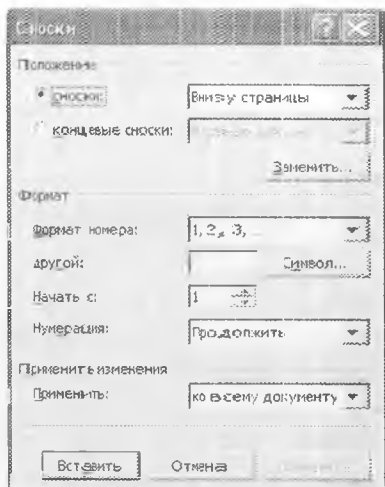 Сноски
Положение
сноски: Внизу страницы
концевые сноски:
Заменить...
Формат
Формат номера: 1, 2, 3, ...
другой: Символ...
Начать с: 1
Нумерация: Продолжить
Применить изменения
Применить: ко всему документу
Вставить Отмена